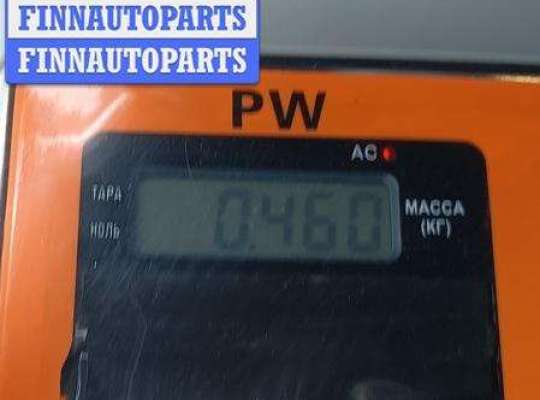 FINNAUTOPARTS
FINNAUTOPARTS
PW
AC
ТАРА
0.460
МАССА
НОЛЬ
(КГ)